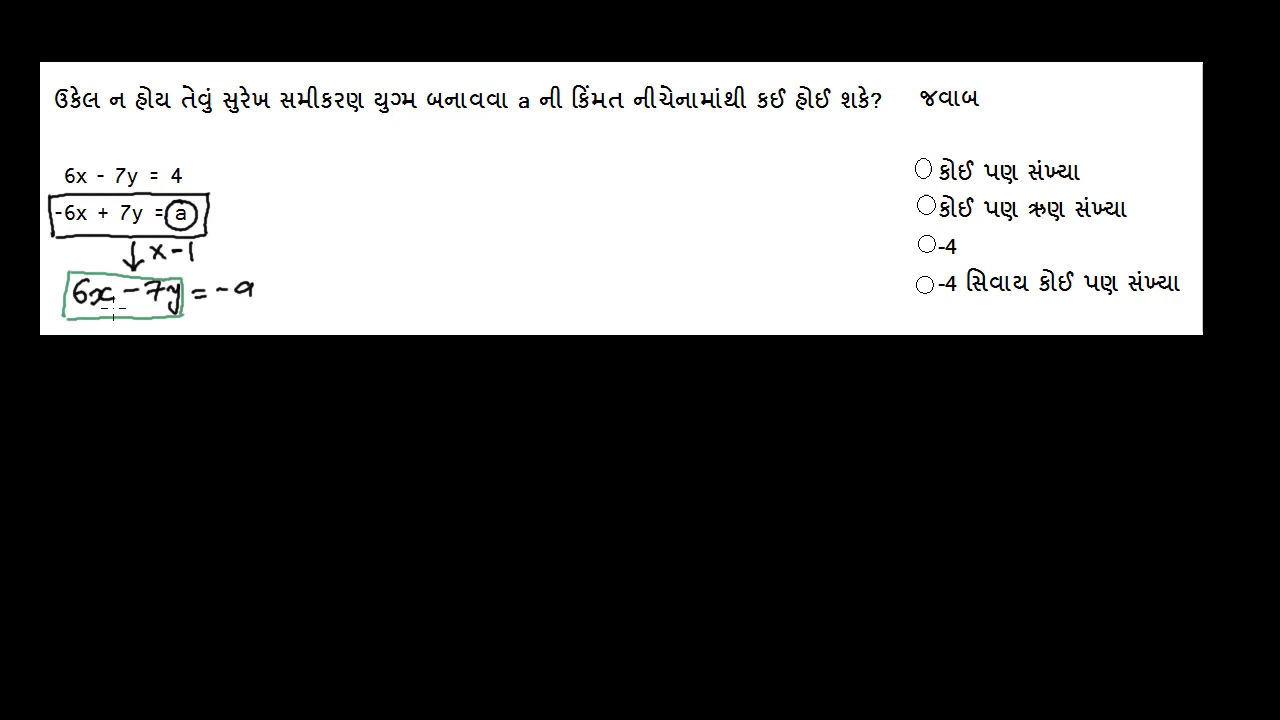 ઉકેલ ન હોય તેવું સુરેખ સમીકરણ યુગ્મ બનાવવા a ની કિંમત નીચેનામાંથી કઈ હોઈ શકે?
6x - 7y = 4
-6x + 7y = a
x -1
6x - 7y = -a
જવાબ
કોઈ પણ સંખ્યા
કોઈ પણ ઋણ સંખ્યા
-4
-4 સિવાય કોઈ પણ સંખ્યા